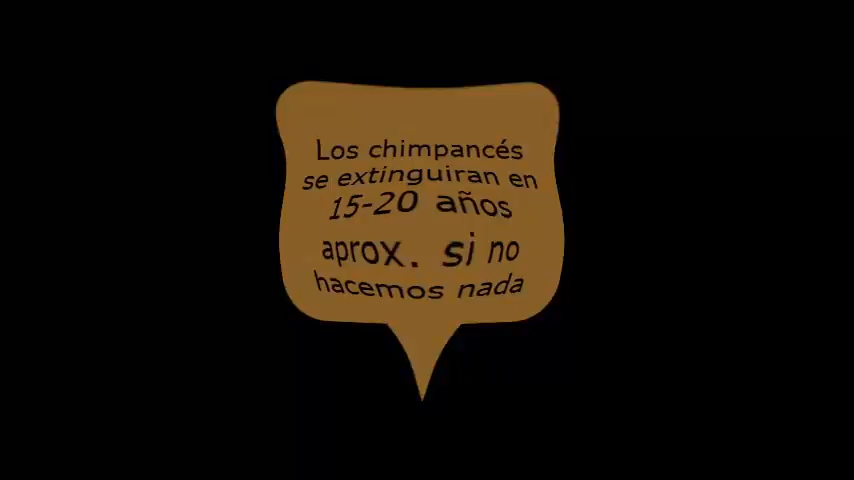 Los chimpancés
se extinguiran en
15-20 años
aprox. si no
hacemos nada